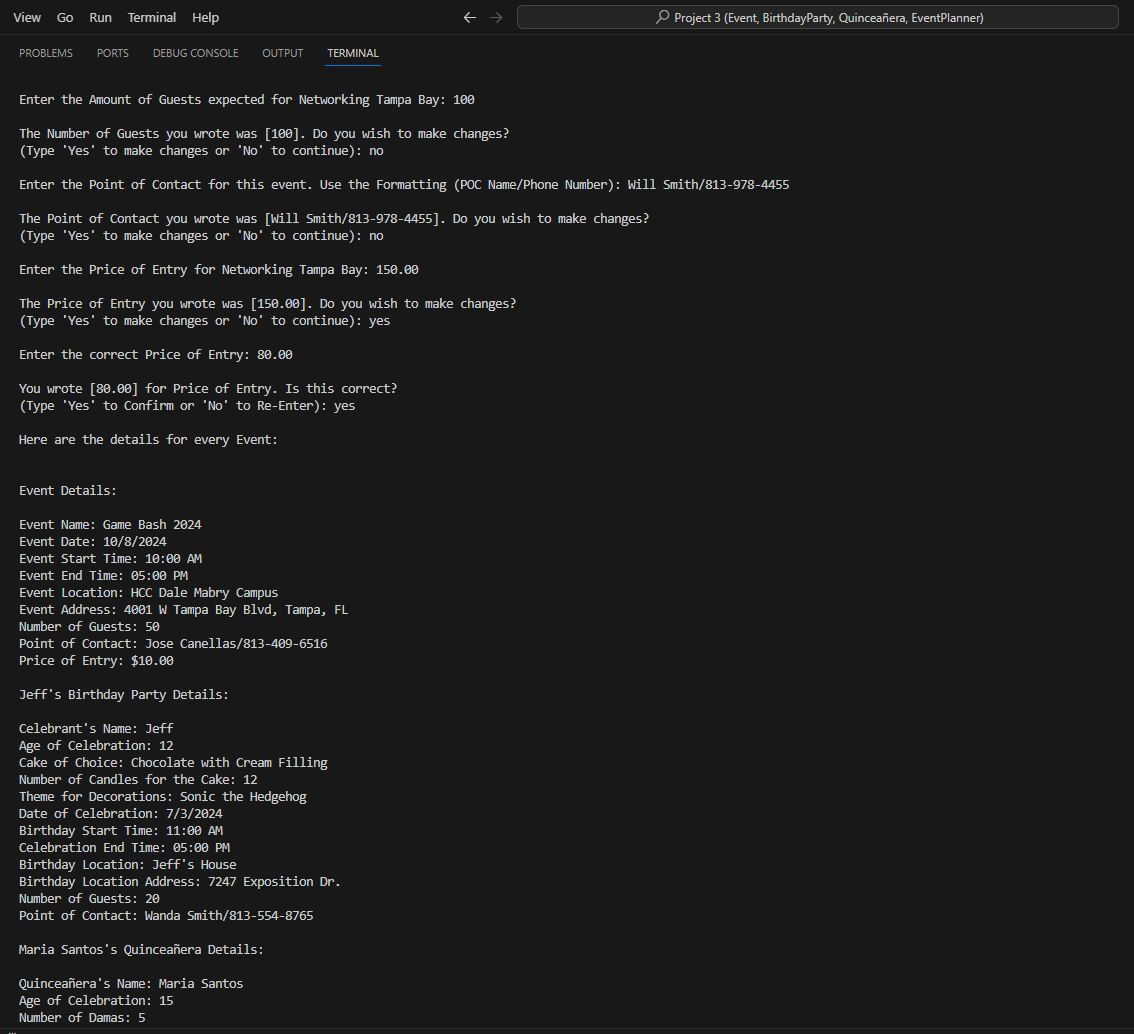 View Go Run Terminal Help
Project 3 (Event, BirthdayParty, Quinceañera, EventPlanner)
PROBLEMS PORTS DEBUG CONSOLE OUTPUT TERMINAL
Enter the Amount of Guests expected for Networking Tampa Bay: 100
The Number of Guests you wrote was [100]. Do you wish to make changes?
(Type 'Yes' to make changes or 'No' to continue): no
Enter the Point of Contact for this event. Use the Formatting (POC Name/Phone Number): Will Smith/813-978-4455
The Point of Contact you wrote was [Will Smith/813-978-4455]. Do you wish to make changes?
(Type 'Yes' to make changes or 'No' to continue): no
Enter the Price of Entry for Networking Tampa Bay: 150.00
The Price of Entry you wrote was [150.00]. Do you wish to make changes?
(Type 'Yes' to make changes or 'No' to continue): yes
Enter the correct Price of Entry: 80.00
You wrote [80.00] for Price of Entry. Is this correct?
(Type 'Yes' to Confirm or 'No' to Re-Enter): yes
Here are the details for every Event:
Event Details:
Event Name: Game Bash 2024
Event Date: 10/8/2024
Event Start Time: 10:00 AM
Event End Time: 05:00 PM
Event Location: HCC Dale Mabry Campus
Event Address: 4001 W Tampa Bay Blvd, Tampa, FL
Number of Guests: 50
Point of Contact: Jose Canellas/813-409-6516
Price of Entry: $10.00
Jeff's Birthday Party Details:
Celebrant's Name: Jeff
Age of Celebration: 12
Cake of Choice: Chocolate with Cream Filling
Number of Candles for the Cake: 12
Theme for Decorations: Sonic the Hedgehog
Date of Celebration: 7/3/2024
Birthday Start Time: 11:00 AM
Celebration End Time: 05:00 PM
Birthday Location: Jeff's House
Birthday Location Address: 7247 Exposition Dr.
Number of Guests: 20
Point of Contact: Wanda Smith/813-554-8765
Maria Santos's Quinceañera Details:
Quinceañera's Name: Maria Santos
Age of Celebration: 15
Number of Damas: 5